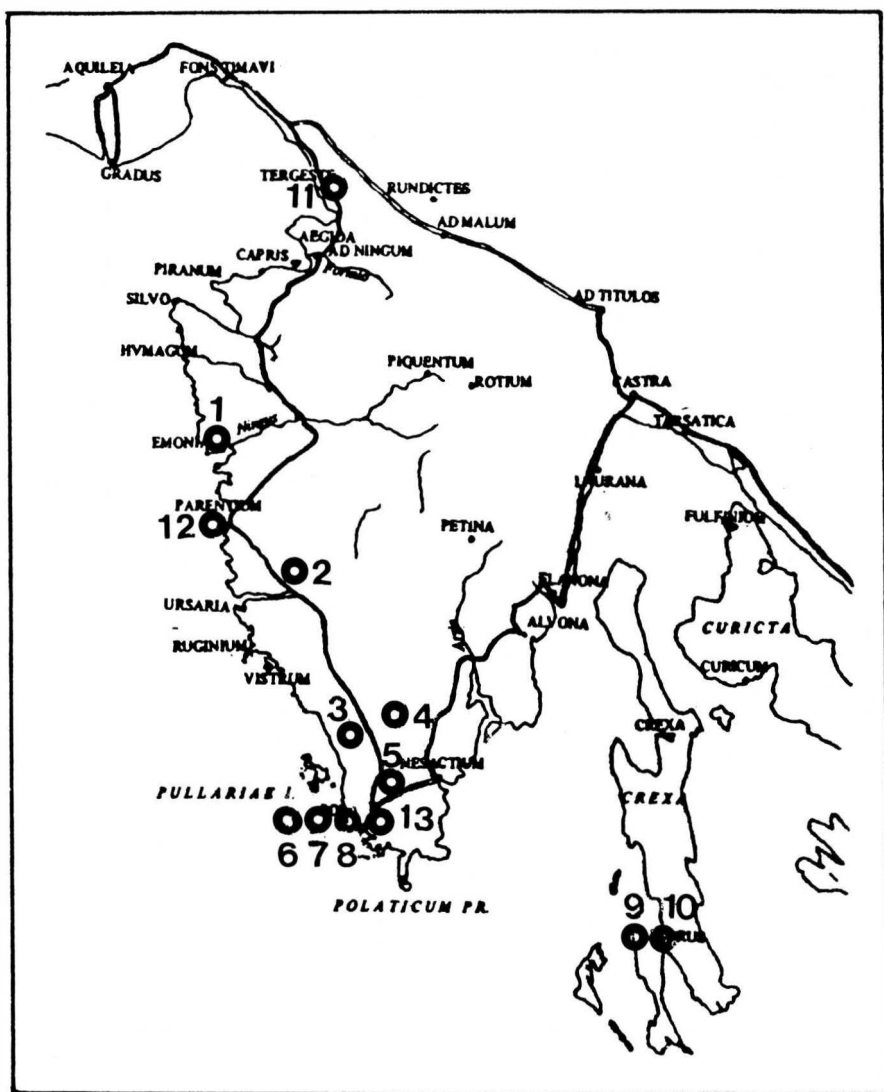 AQUILEIA
FONS TIMAVI
GRADUS
TERGESTE
11
RUNDICTES
AD MALUM
AEGIDA
CAPRIS
AD NINGUM
PIRANUM
SILVO
AD TITULOS
HVMAGUM
PIQUENTUM
ROTIUM
CASTRA
TARSATICA
1
Ningus
LAURANA
PARENTIUM
12
FULFINIUM
PETINA
2
FLANONA
URSARIA
ALVONA
CURICTA
RUGINIUM
CURICUM
VISTRUM
3
4
CREXA
5
NESACTIUM
PULLARIAE I.
CREXA
6
7
8
13
POLATICUM PR.
9
10